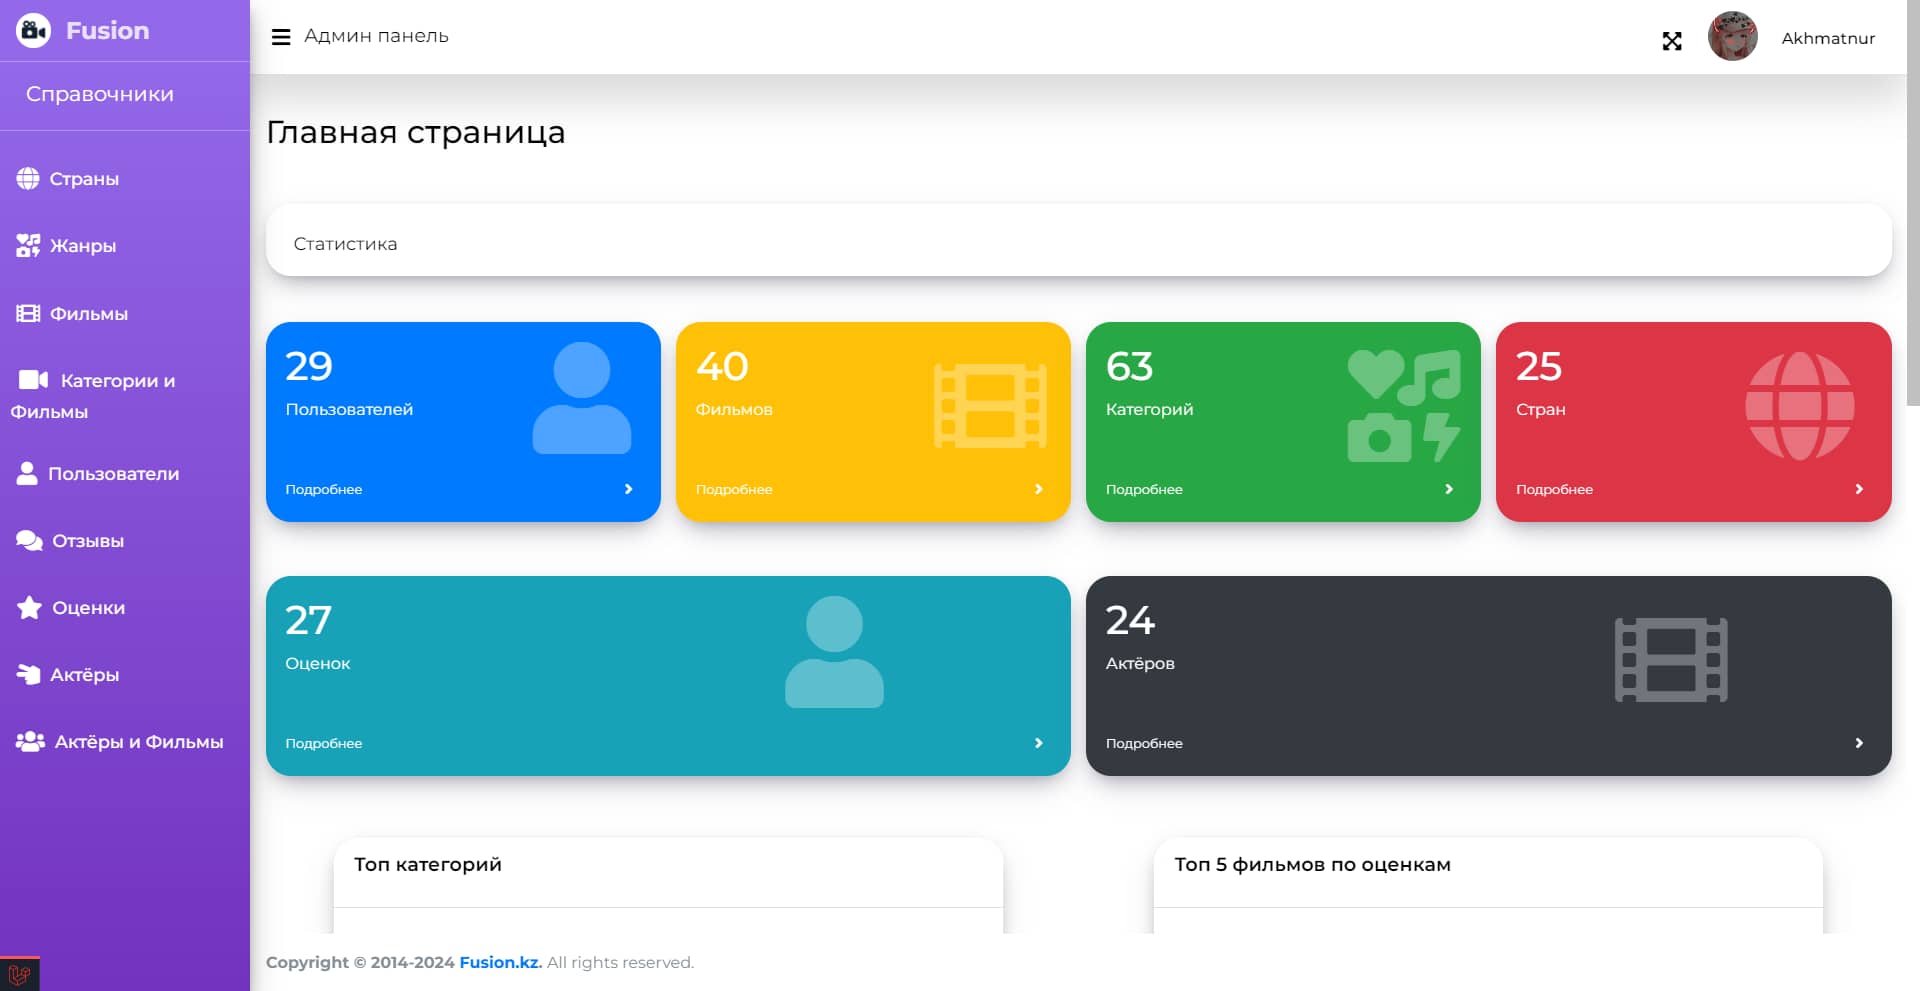 Fusion
Справочники
Страны
Жанры
Фильмы
Категории и
Фильмы
Пользователи
Отзывы
Оценки
Актёры
Актёры и Фильмы
Админ панель
Akhmatnur
Главная страница
Статистика
29
Пользователей
Подробнее
40
Фильмов
Подробнее
63
Категорий
Подробнее
25
Стран
Подробнее
27
Оценок
Подробнее
24
Актёров
Подробнее
Топ категорий
Топ 5 фильмов по оценкам
Copyright © 2014-2024 Fusion.kz. All rights reserved.